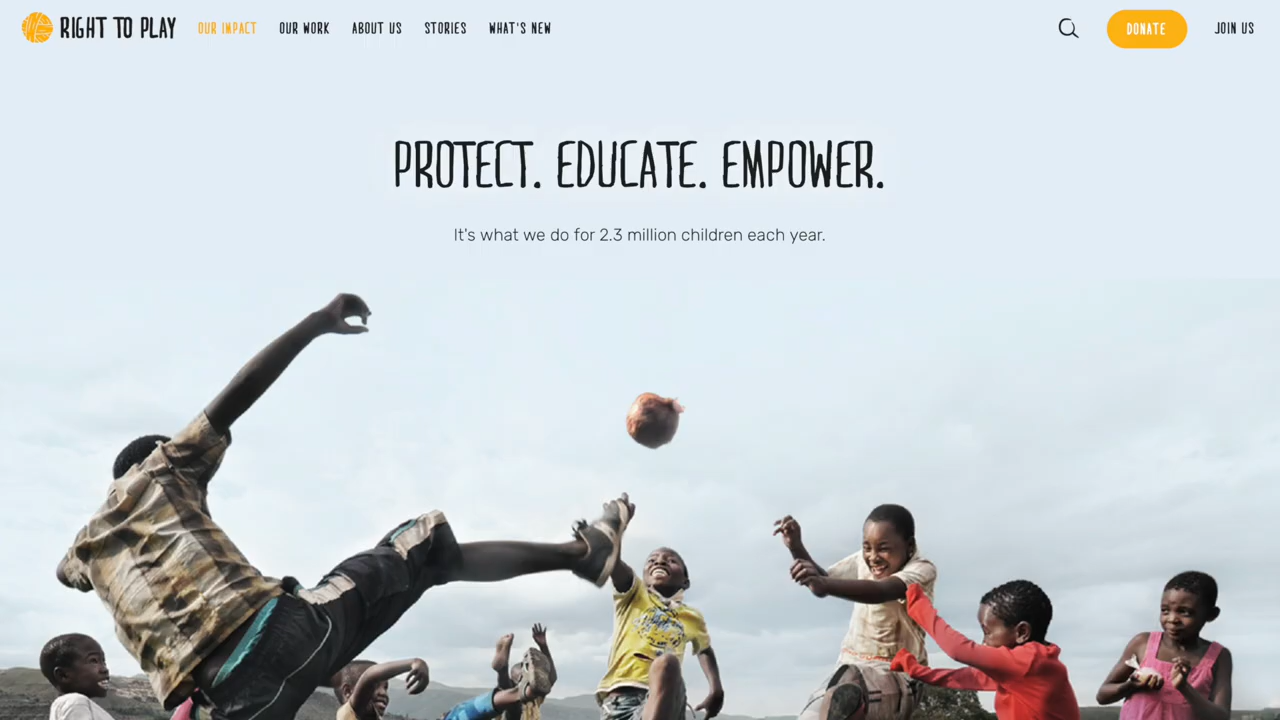 RIGHT TO PLAY
OUR IMPACT
OUR WORK
ABOUT US
STORIES
WHAT'S NEW
DONATE
JOIN US
PROTECT. EDUCATE. EMPOWER.
It's what we do for 2.3 million children each year.